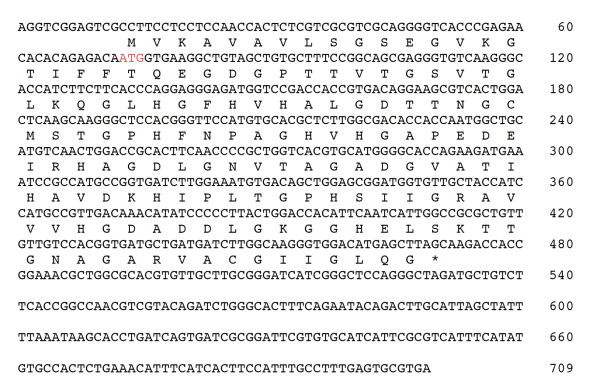 AGGTCGGAGTCGCCTTCCTCCTCCAACCACTCTCGTCGCGTCGCAGGGGTCACCCGAGAA 60
M V K A V A V L S G S E G V K G
CACACAGAGACAATGGTGAAGGCTGTAGCTGTGCTTTCCGGCAGCGAGGGTGTCAAGGGC 120
T I F F T Q E G D G P T T V T G S V T G
ACCATCTTCTTCACCCAGGAGGGAGATGGTCCGACCACCGTGACAGGAAGCGTCACTGGA 180
L K Q G L H G F H V H A L G D T T N G C
CTCAAGCAAGGGCTCCACGGGTTCCATGTGCACGCTCTTGGCGACACCACCAATGGCTGC 240
M S T G P H F N P A G H V H G A P E D E
ATGTCAACTGGACCGCACTTCAACCCCGCTGGTCACGTGCATGGGGCACCAGAAGATGAA 300
I R H A G D L G N V T A G A D G V A T I
ATCCGCCATGCCGGTGATCTTGGAAATGTGACAGCTGGAGCGGATGGTGTTGCTACCATC 360
H A V D K H I P L T G P H S I I G R A V
CATGCCGTTGACAAACATATCCCCCTTACTGGACCACATTCAATCATTGGCCGCGCTGTT 420
V V H G D A D D L G K G G H E L S K T T
GTTGTCCACGGTGATGCTGATGATCTTGGCAAGGGTGGACATGAGCTTAGCAAGACCACC 480
G N A G A R V A C G I I G L Q G *
GGAAACGCTGGCGCACGTGTTGCTTGCGGGATCATCGGGCTCCAGGGCTAGATGCTGTCT 540
TCACCGGCCAACGTCGTACAGATCTGGGCACTTTCAGAATACAGACTTGCATTAGCTATT 600
TTAAATAAGCACCTGATCAGTGATCGCGGATTCGTGTGCATCATTCGCGTCATTTCATAT 660
GTGCCACTCTGAAACATTTCATCACTTCCATTTGCCTTTGAGTGCGTGA 709